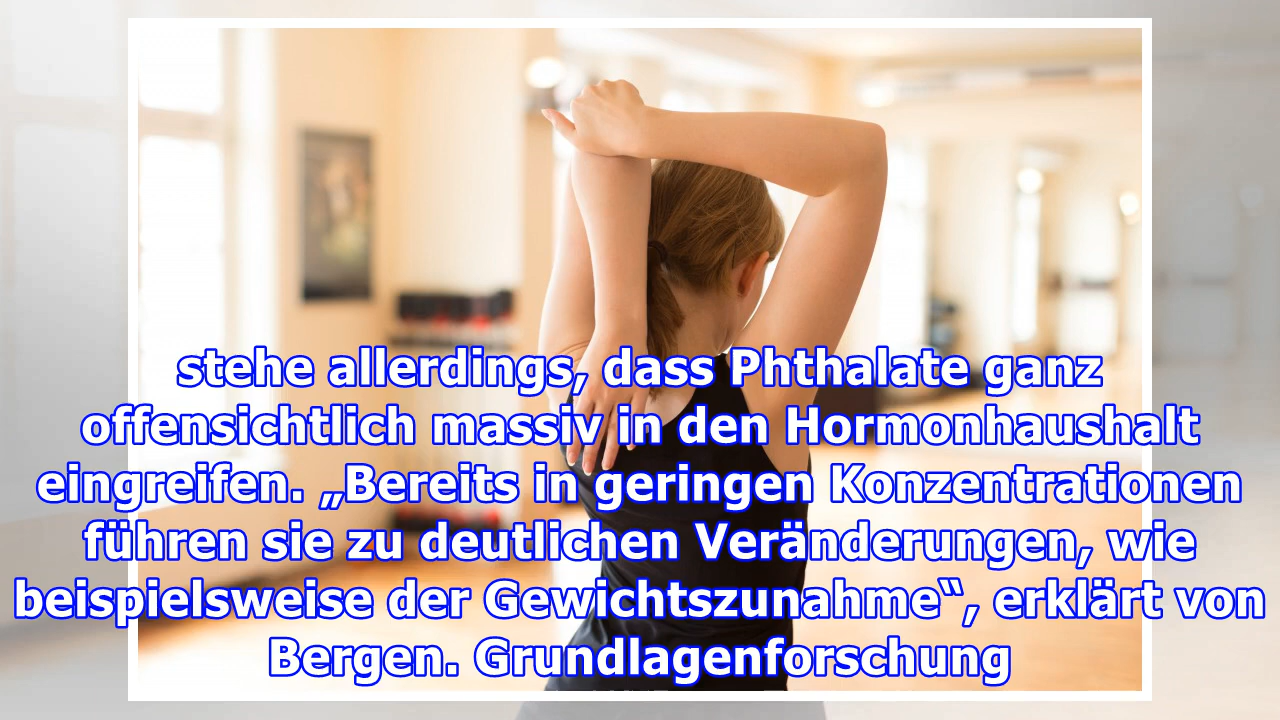 stehe allerdings, dass Phthalate ganz
offensichtlich massiv in den Hormonhaushalt
eingreifen. „Bereits in geringen Konzentrationen
führen sie zu deutlichen Veränderungen, wie
beispielsweise der Gewichtszunahme“, erklärt von
Bergen. Grundlagenforschung